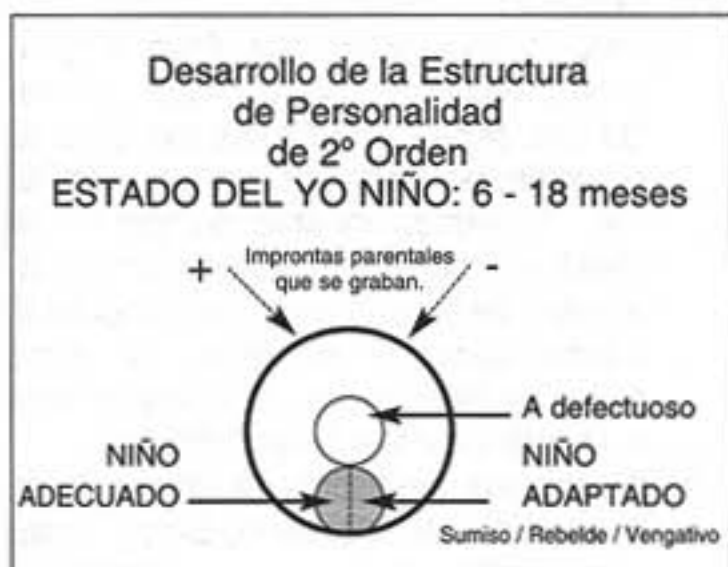 Desarrollo de la Estructura
de Personalidad
de 2º Orden
ESTADO DEL YO NIÑO: 6 - 18 meses
+ Improntas parentales -
que se graban.
A defectuoso
NIÑO NIÑO
ADECUADO ADAPTADO
Sumiso / Rebelde / Vengativo